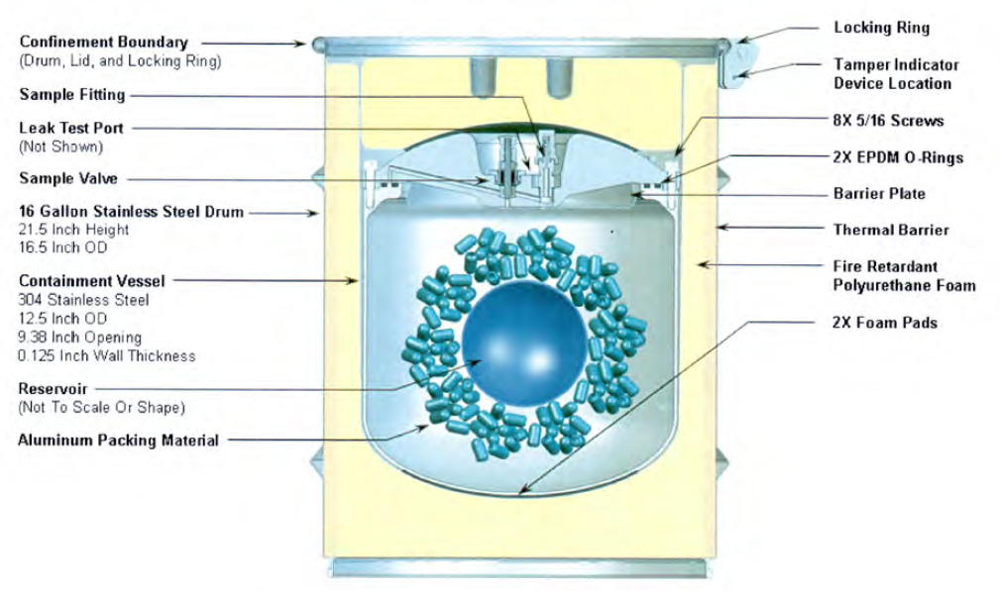 Confinement Boundary
(Drum, Lid, and Locking Ring)
Sample Fitting
Leak Test Port
(Not Shown)
Sample Valve
16 Gallon Stainless Steel Drum
21.5 Inch Height
16.5 Inch OD
Containment Vessel
304 Stainless Steel
12.5 Inch OD
9.38 Inch Opening
0.125 Inch Wall Thickness
Reservoir
(Not To Scale Or Shape)
Aluminum Packing Material
Locking Ring
Tamper Indicator
Device Location
8X 5/16 Screws
2X EPDM O-Rings
Barrier Plate
Thermal Barrier
Fire Retardant
Polyurethane Foam
2X Foam Pads